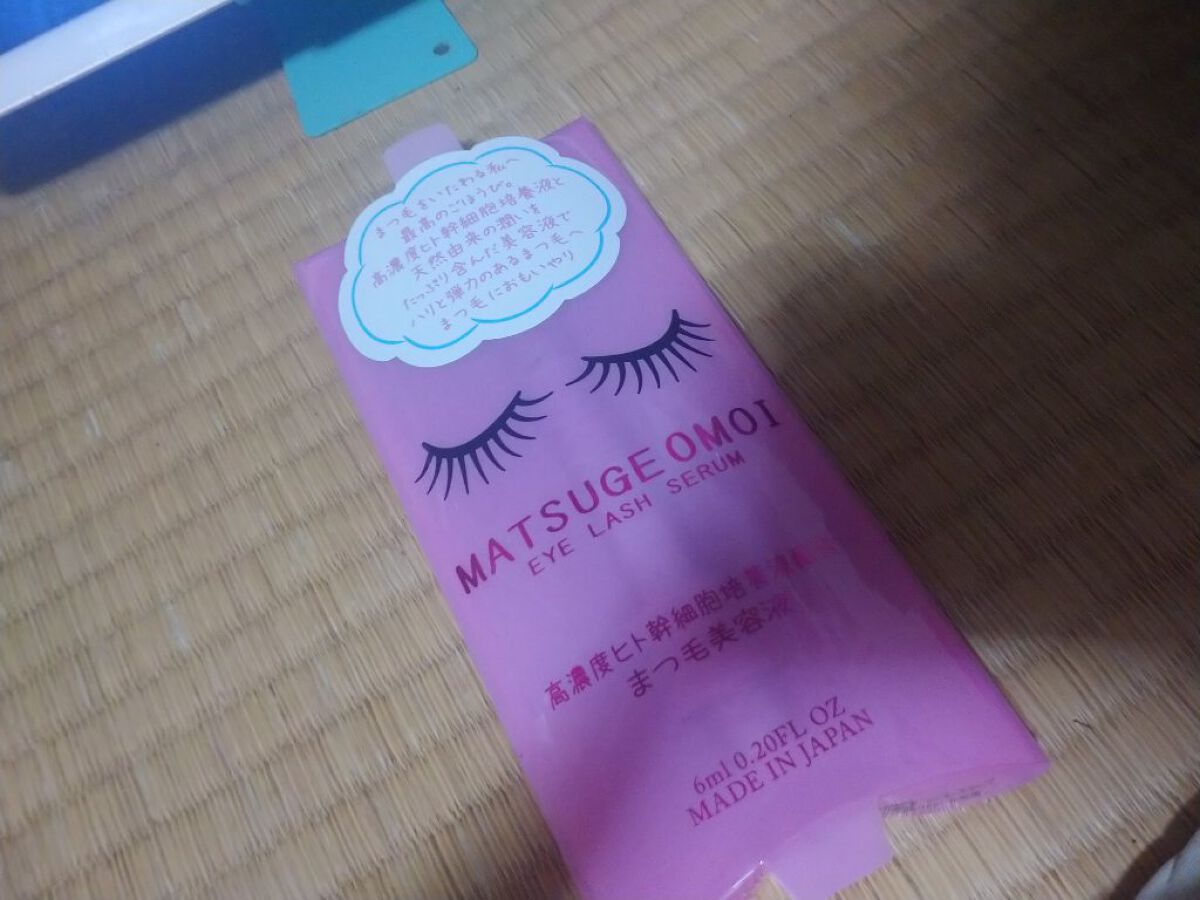 まつ毛をいたわる私へ
最高のごほうび。
高濃度ヒト幹細胞培養液と
天然由来の潤いを
たっぷり含んだ美容液で
ハリと弾力のあるまつ毛へ
まつ毛におもいやり
MATSUGE OMOI
EYE LASH SERUM
高濃度ヒト幹細胞培養液
まつ毛美容液
6ml 0.20FL OZ
MADE IN JAPAN